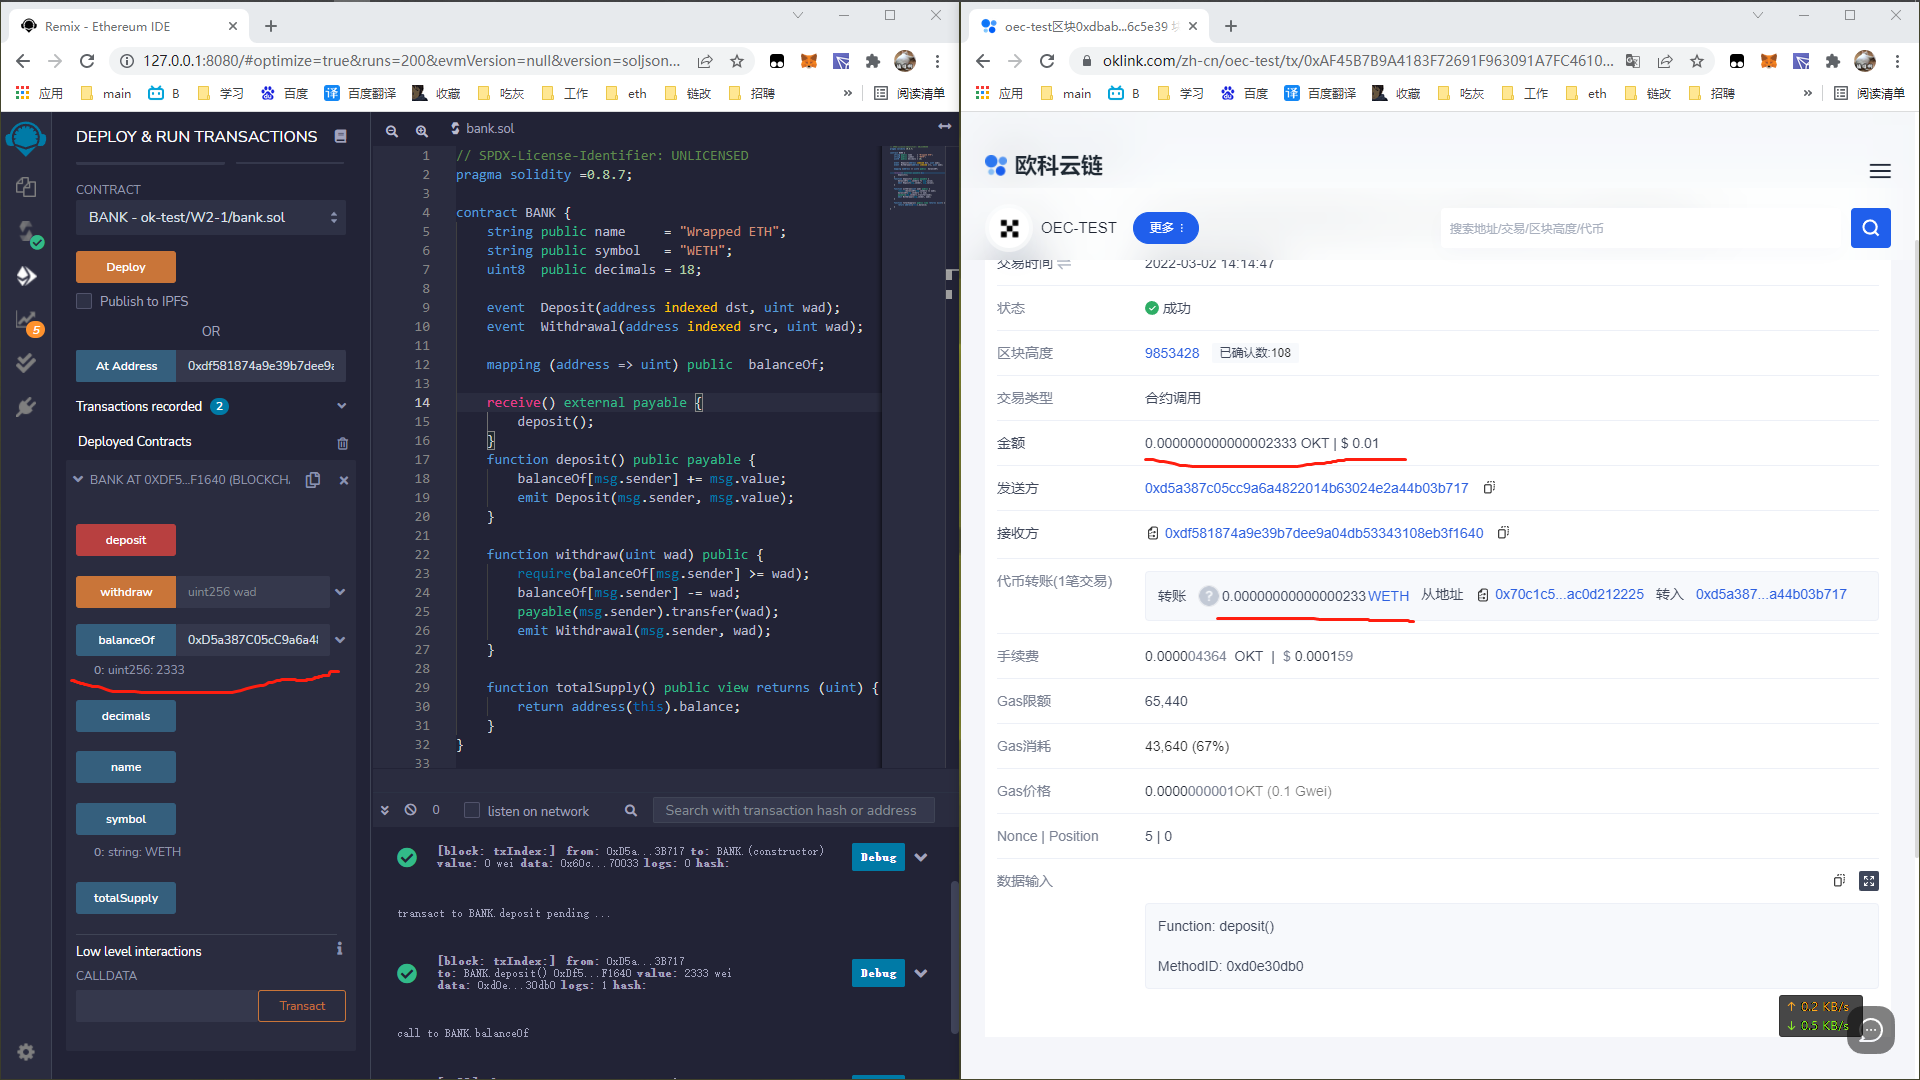 Remix - Ethereum IDE
127.0.0.1:8080/#optimize=true&runs=200&evmVersion=null&version=soljson...
应用 main B 学习 百度 百度翻译 收藏 吃灰 工作 eth 链改 招聘 » 阅读清单
DEPLOY & RUN TRANSACTIONS
CONTRACT
BANK - ok-test/W2-1/bank.sol
Deploy
Publish to IPFS
OR
At Address 0xdf581874a9e39b7dee9a
Transactions recorded 2
Deployed Contracts
BANK AT 0XDF5...F1640 (BLOCKCH
deposit
withdraw uint256 wad
balanceOf 0xD5a387C05cC9a6a48
0: uint256: 2333
decimals
name
symbol
0: string: WETH
totalSupply
Low level interactions
CALLDATA
Transact
5
bank.sol
1 // SPDX-License-Identifier: UNLICENSED
2 pragma solidity =0.8.7;
3
4 contract BANK {
5 string public name     = "Wrapped ETH";
6 string public symbol   = "WETH";
7 uint8  public decimals = 18;
8
9 event  Deposit(address indexed dst, uint wad);
10 event  Withdrawal(address indexed src, uint wad);
11
12 mapping (address => uint) public  balanceOf;
13
14 receive() external payable {
15 deposit();
16 }
17 function deposit() public payable {
18 balanceOf[msg.sender] += msg.value;
19 emit Deposit(msg.sender, msg.value);
20 }
21
22 function withdraw(uint wad) public {
23 require(balanceOf[msg.sender] >= wad);
24 balanceOf[msg.sender] -= wad;
25 payable(msg.sender).transfer(wad);
26 emit Withdrawal(msg.sender, wad);
27 }
28
29 function totalSupply() public view returns (uint) {
30 return address(this).balance;
31 }
32 }
33
0 listen on network Search with transaction hash or address
[block: txIndex:] from: 0xD5a...3B717 to: BANK.(constructor)
value: 0 wei data: 0x60c...70033 logs: 0 hash:
Debug
transact to BANK.deposit pending ...
[block: txIndex:] from: 0xD5a...3B717
to: BANK.deposit() 0xDf5...F1640 value: 2333 wei
data: 0xd0e...30db0 logs: 1 hash:
Debug
call to BANK.balanceOf
oec-test区块0xdbab...6c5e39
oklink.com/zh-cn/oec-test/tx/0xAF45B7B9A4183F72691F963091A7FC4610...
应用 main B 学习 百度 百度翻译 收藏 吃灰 工作 eth 链改 招聘 » 阅读清单
欧科云链
OEC-TEST 更多 搜索地址/交易/区块高度/代币
交易时间 2022-03-02 14:14:47
状态 成功
区块高度 9853428 已确认数:108
交易类型 合约调用
金额 0.000000000000002333 OKT | $ 0.01
发送方 0xd5a387c05cc9a6a4822014b63024e2a44b03b717
接收方 0xdf581874a9e39b7dee9a04db53343108eb3f1640
代币转账(1笔交易) 转账 ? 0.00000000000000233 WETH 从地址 0x70c1c5...ac0d212225 转入 0xd5a387...a44b03b717
手续费 0.000004364 OKT | $ 0.000159
Gas限额 65,440
Gas消耗 43,640 (67%)
Gas价格 0.0000000001OKT (0.1 Gwei)
Nonce | Position 5 | 0
数据输入
Function: deposit()
MethodID: 0xd0e30db0
↑ 0.2 KB/s
↓ 0.5 KB/s